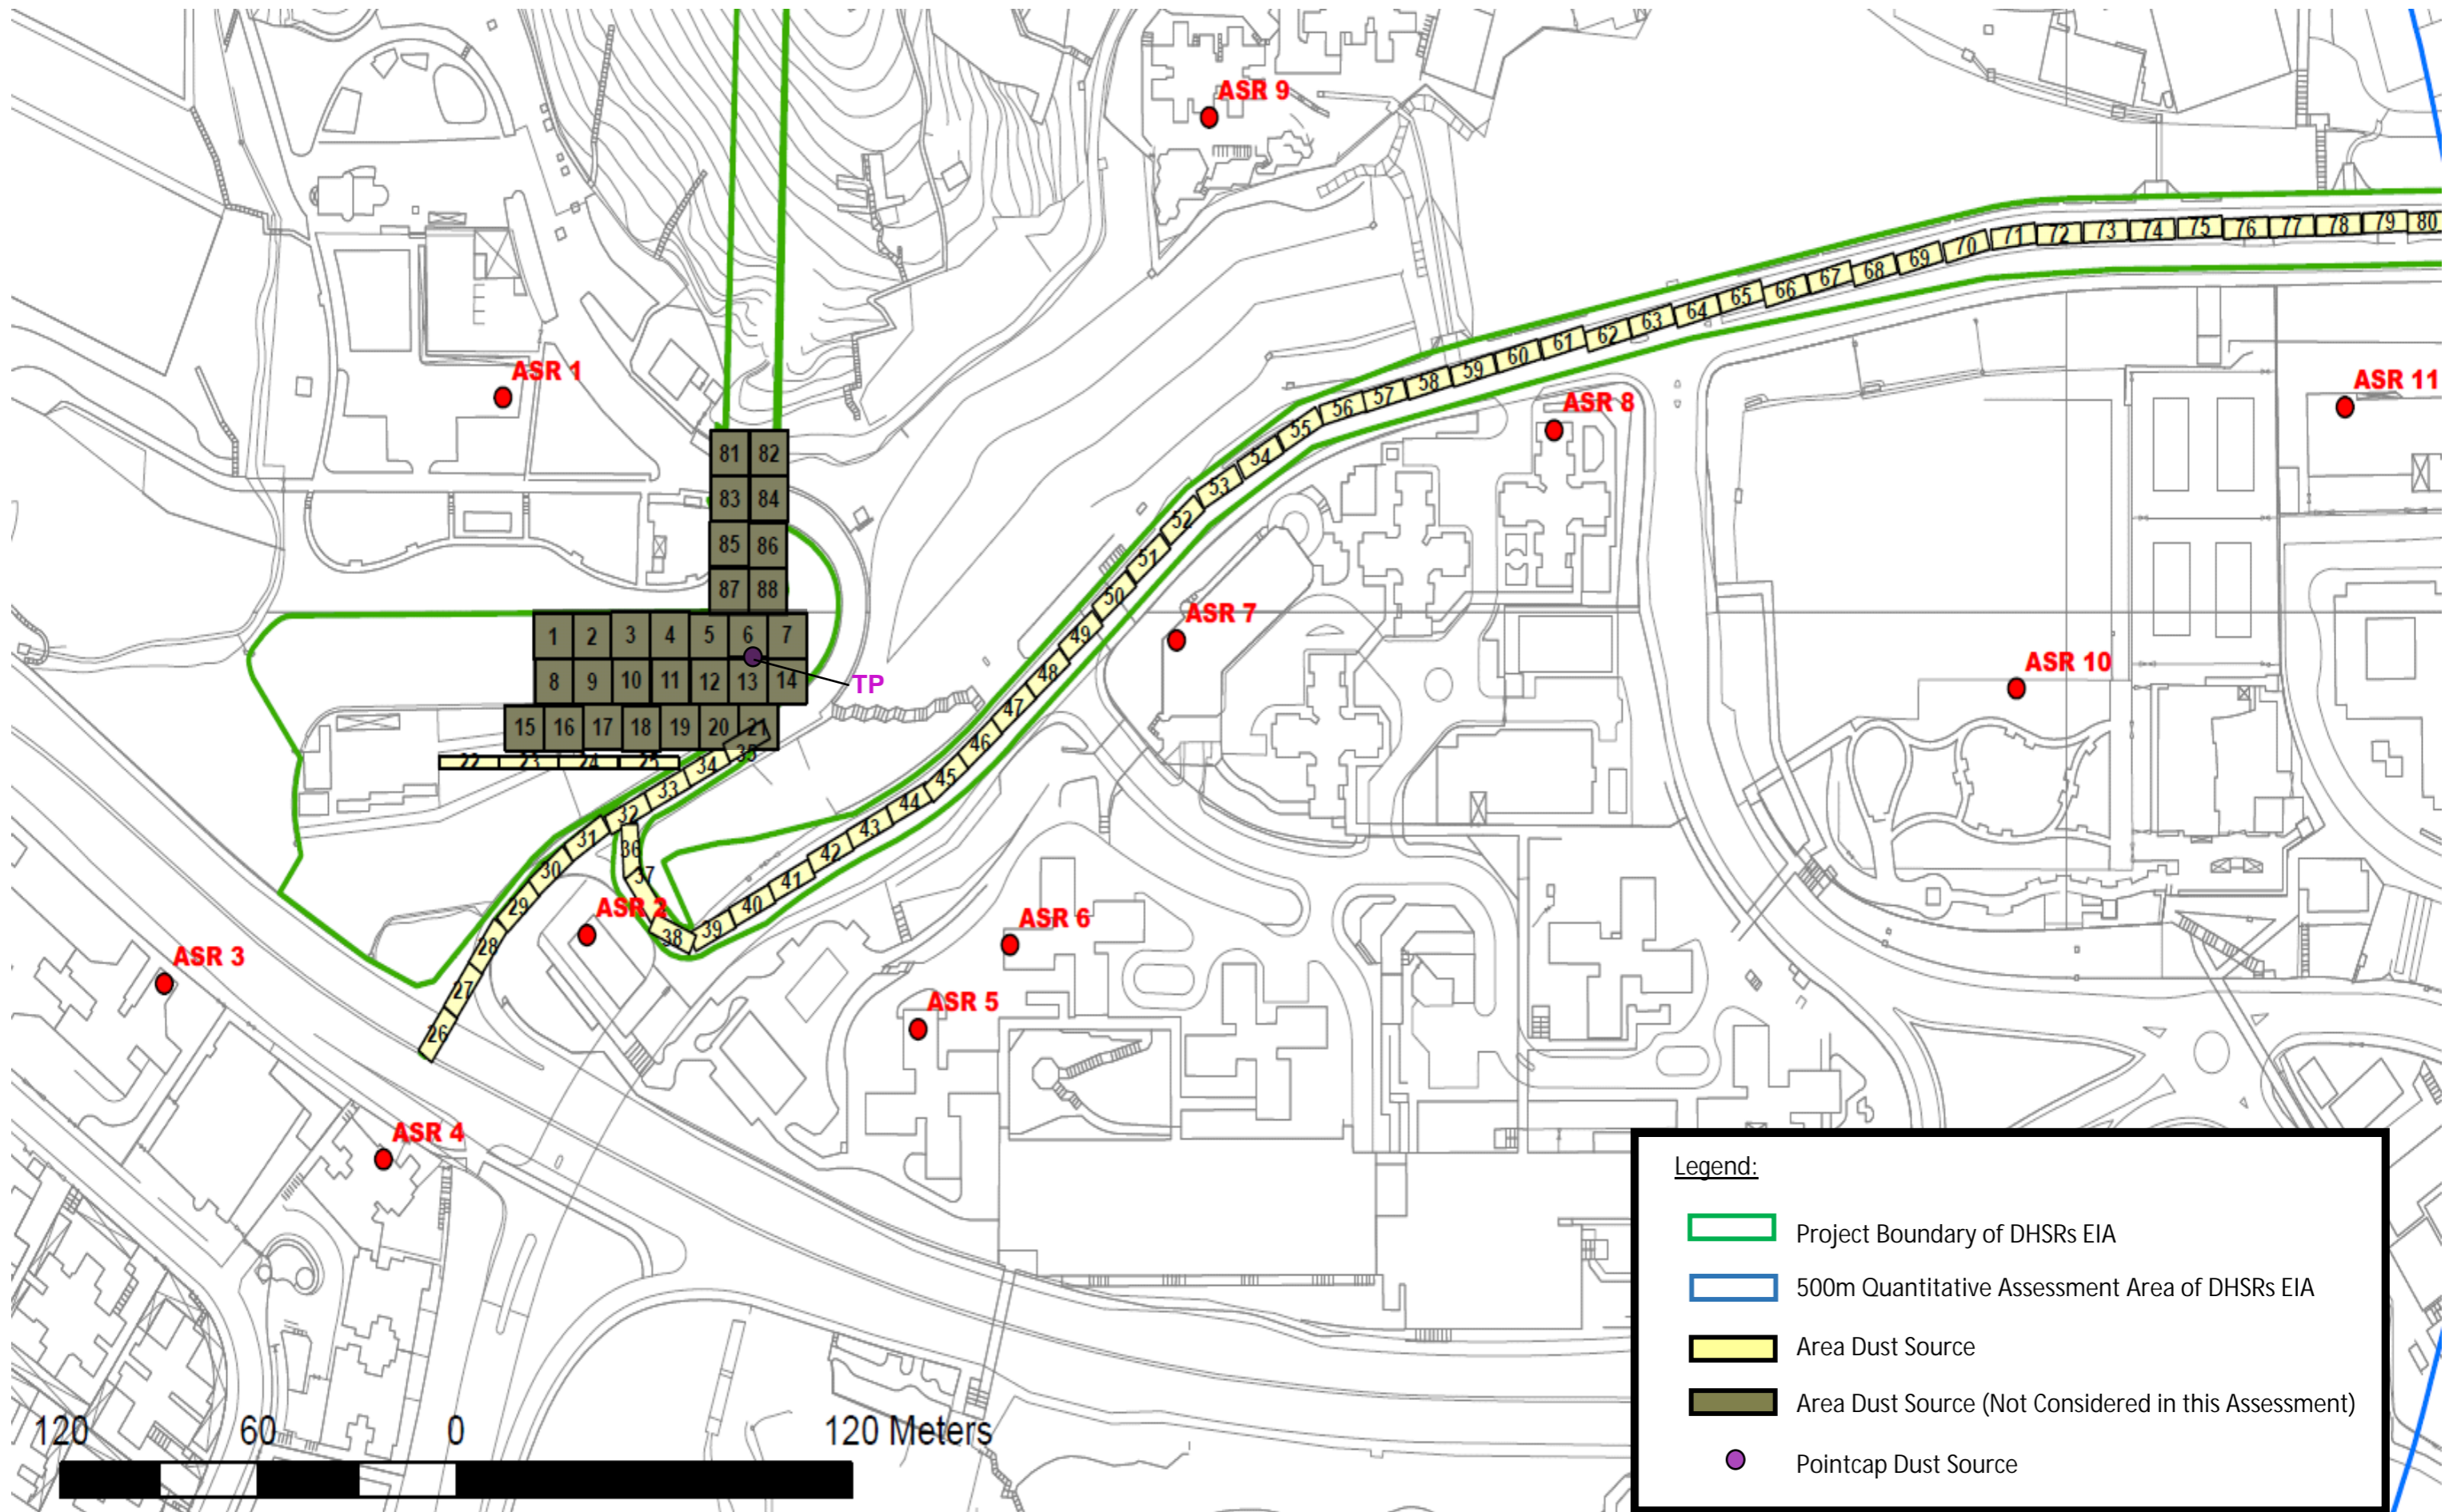 ASR 9
ASR 1
ASR 8
ASR 11
ASR 7
ASR 10
ASR 2
ASR 6
ASR 3
ASR 5
ASR 4
TP
81 82
83 84
85 86
87 88
1 2 3 4 5 6 7
8 9 10 11 12 13 14
15 16 17 18 19 20 21
22 23 24 25
26
27
28
29
30
31
32
33
34
35
36
37
38
39
40
41
42
43
44
45
46
47
48
49
50
51
52
53
54
55
56
57
58
59
60
61
62
63
64
65
66
67
68
69
70
71
72
73
74
75
76
77
78
79
80
120 60 0 120 Meters
Legend:
Project Boundary of DHSRs EIA
500m Quantitative Assessment Area of DHSRs EIA
Area Dust Source
Area Dust Source (Not Considered in this Assessment)
Pointcap Dust Source